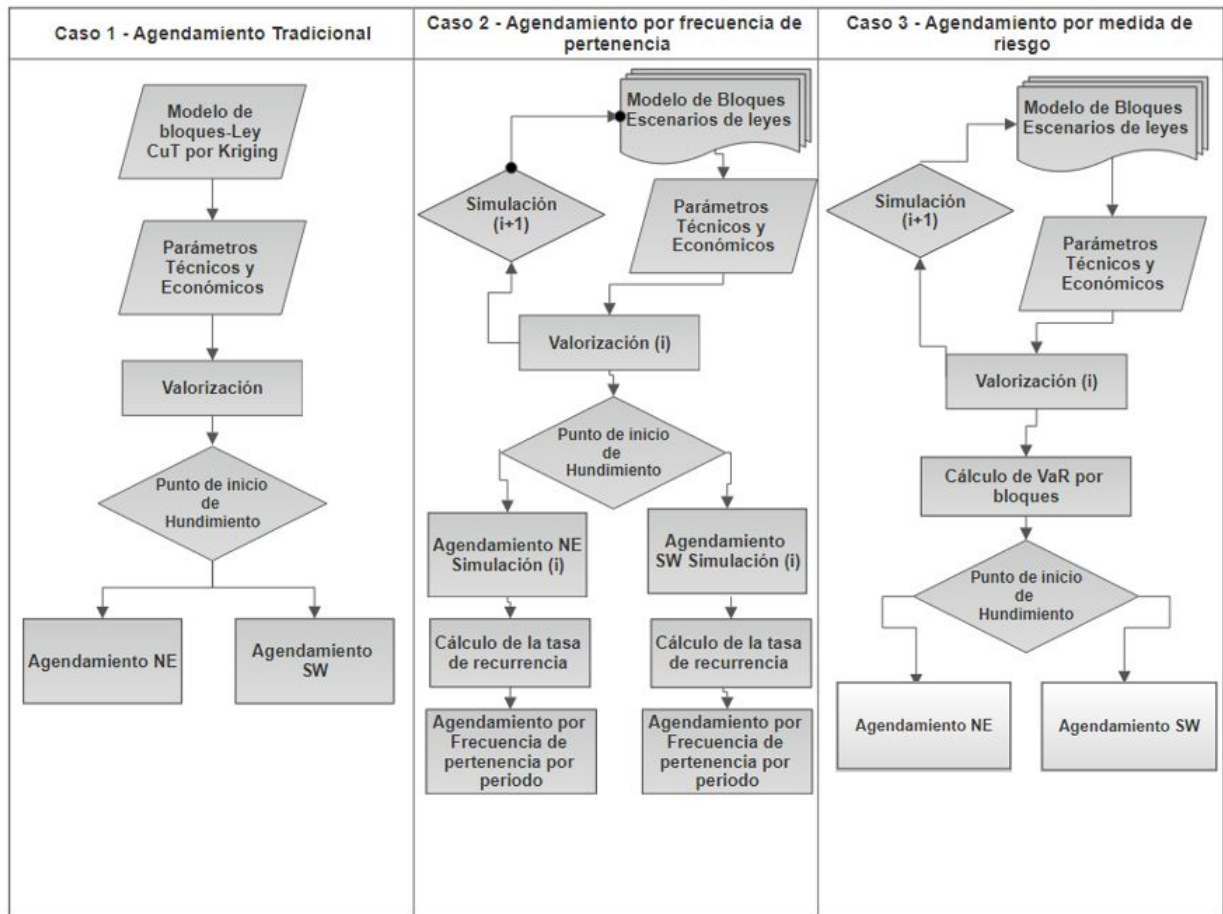 Caso 1 - Agendamiento Tradicional
Modelo de
bloques-Ley
CuT por Kriging
Parámetros
Técnicos y
Económicos
Valorización
Punto de inicio
de
Hundimiento
Agendamiento NE
Agendamiento
SW
Caso 2 - Agendamiento por frecuencia de
pertenencia
Modelo de Bloques
Escenarios de leyes
Simulación
(i+1)
Parámetros
Técnicos y
Económicos
Valorización (i)
Punto de inicio
de
Hundimiento
Agendamiento NE
Simulación (i)
Agendamiento
SW Simulación (i)
Cálculo de la tasa
de recurrencia
Cálculo de la tasa
de recurrencia
Agendamiento por
Frecuencia de
pertenencia por
periodo
Agendamiento por
Frecuencia de
pertenencia por
periodo
Caso 3 - Agendamiento por medida de
riesgo
Modelo de Bloques
Escenarios de leyes
Simulación
(i+1)
Parámetros
Técnicos y
Económicos
Valorización (i)
Cálculo de VaR por
bloques
Punto de inicio
de
Hundimiento
Agendamiento NE
Agendamiento SW